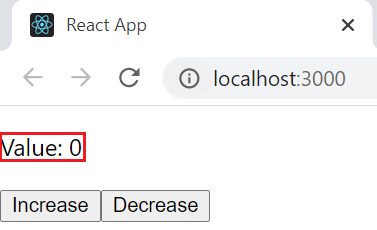 React App
localhost:3000
Value: 0
Increase Decrease